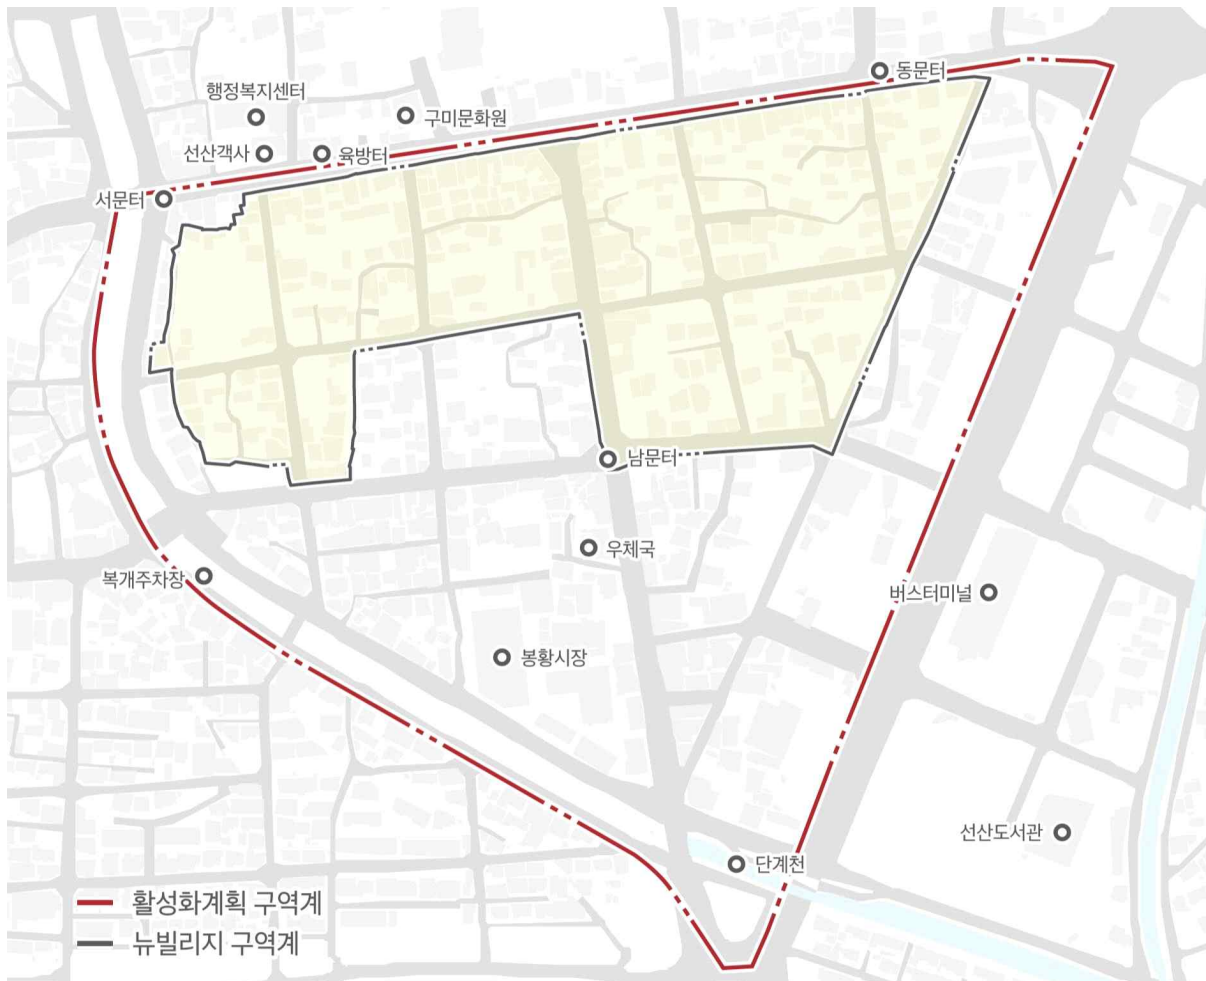 동문터
행정복지센터
구미문화원
선산객사
육방터
서문터
남문터
우체국
복개주차장
버스터미널
봉황시장
선산도서관
단계천
활성화계획 구역계
뉴빌리지 구역계